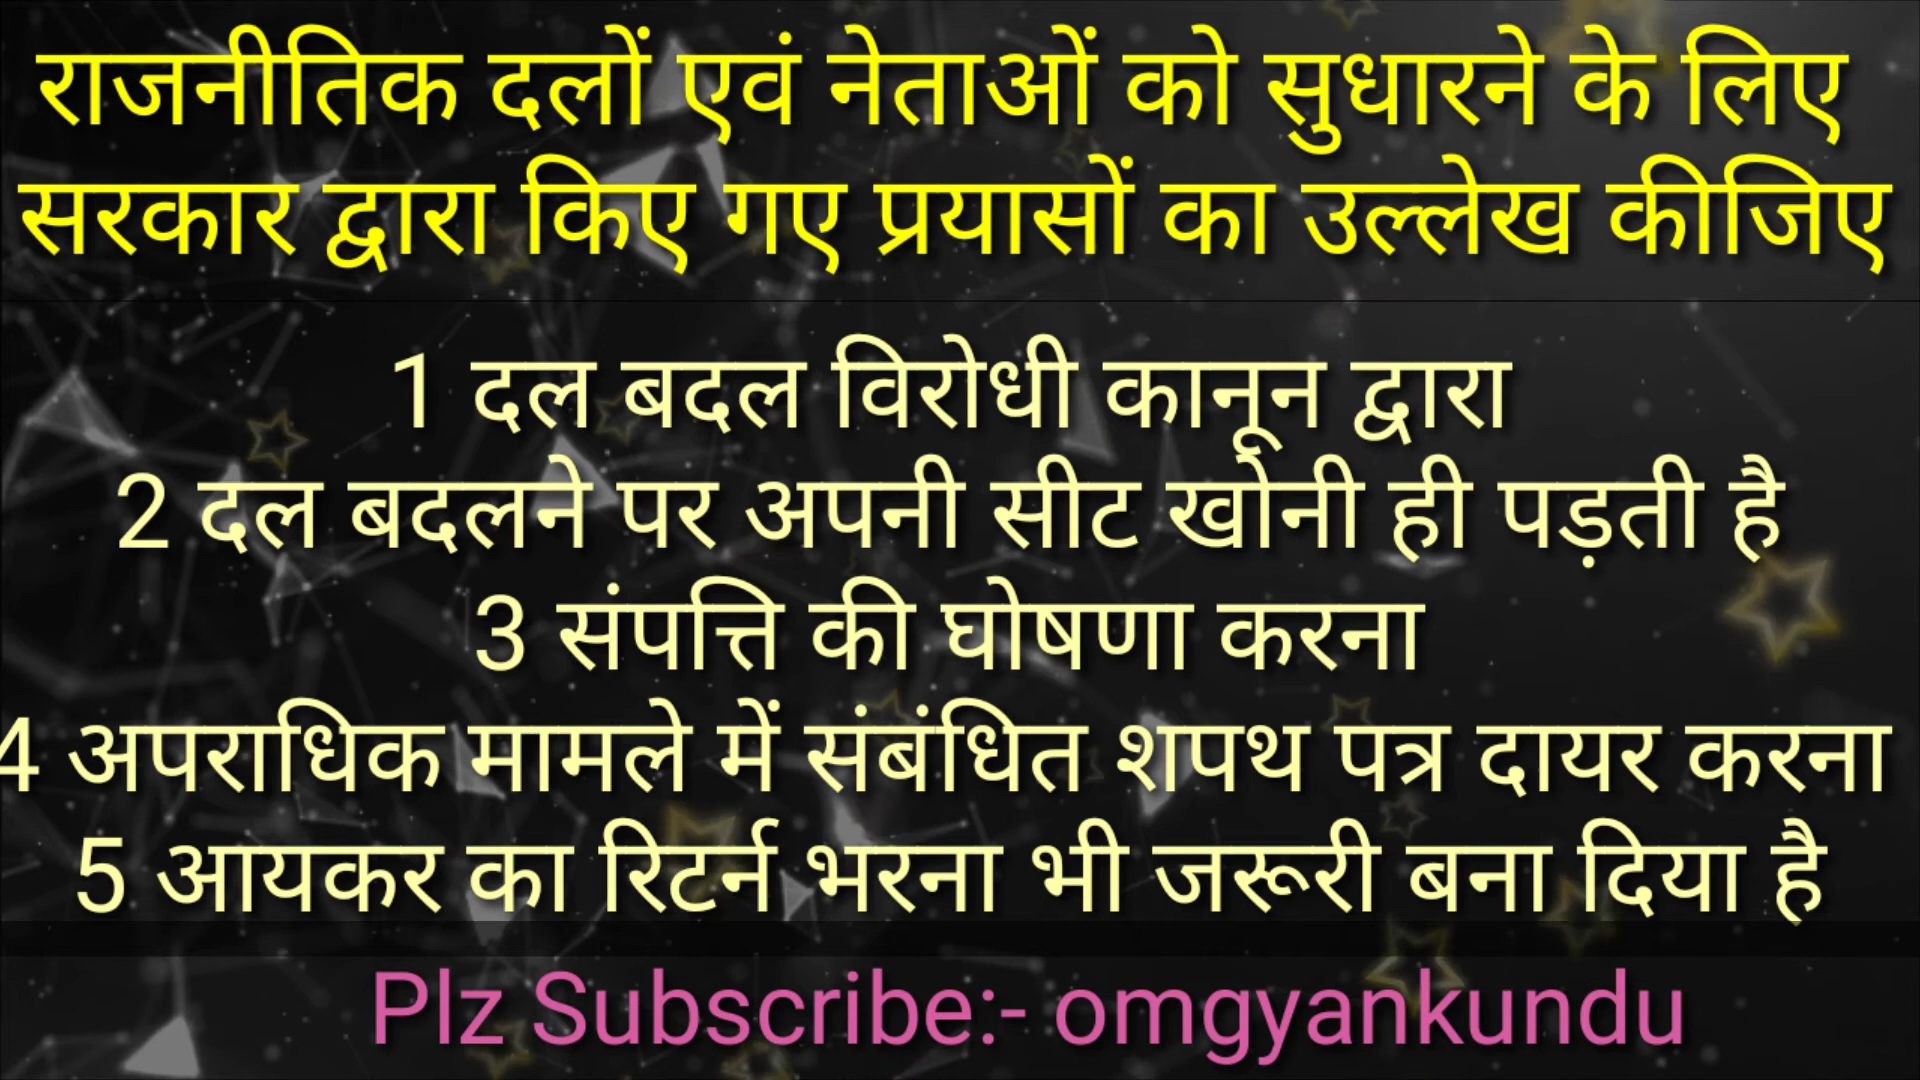 राजनीतिक दलों एवं नेताओं को सुधारने के लिए
सरकार द्वारा किए गए प्रयासों का उल्लेख कीजिए
1 दल बदल विरोधी कानून द्वारा
2 दल बदलने पर अपनी सीट खोनी ही पड़ती है
3 संपत्ति की घोषणा करना
4 अपराधिक मामले में संबंधित शपथ पत्र दायर करना
5 आयकर का रिटर्न भरना भी जरूरी बना दिया है
Plz Subscribe:- omgyankundu